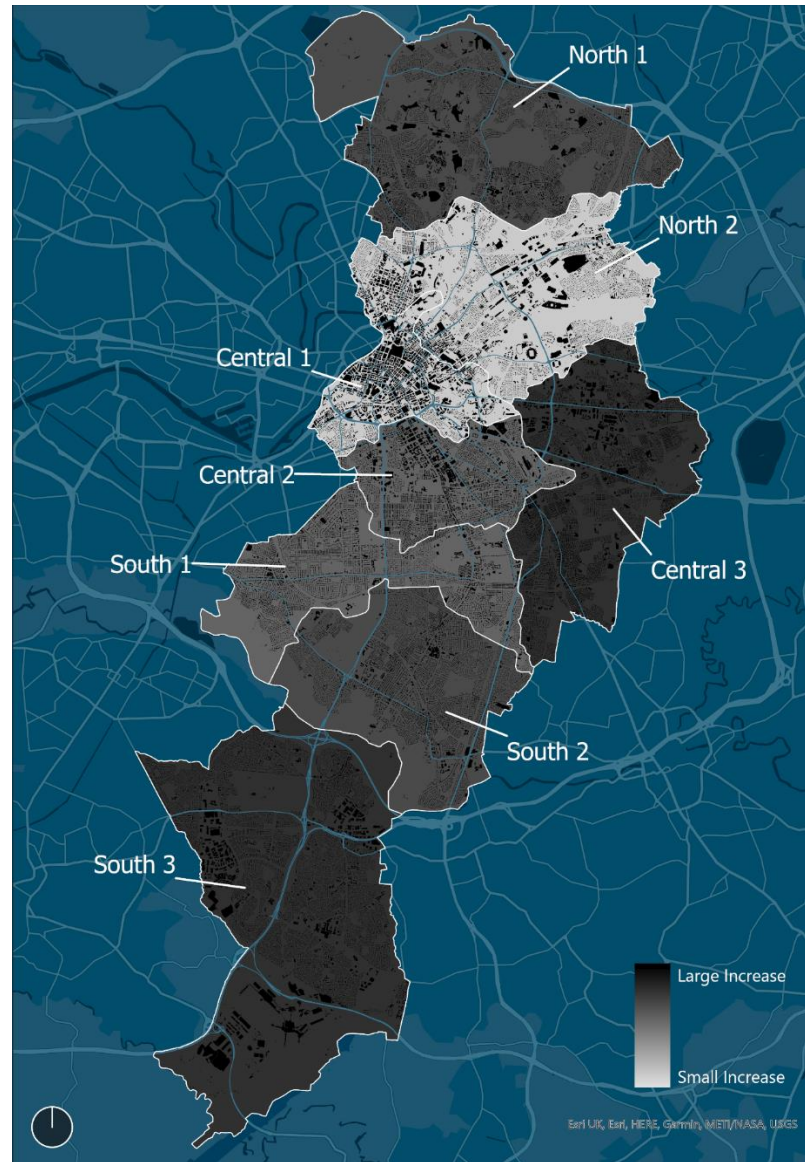 North 1
North 2
Central 1
Central 2
South 1
Central 3
South 2
South 3
Large Increase
Small Increase
Esri UK, Esri, HERE, Garmin, METI/NASA, USGS